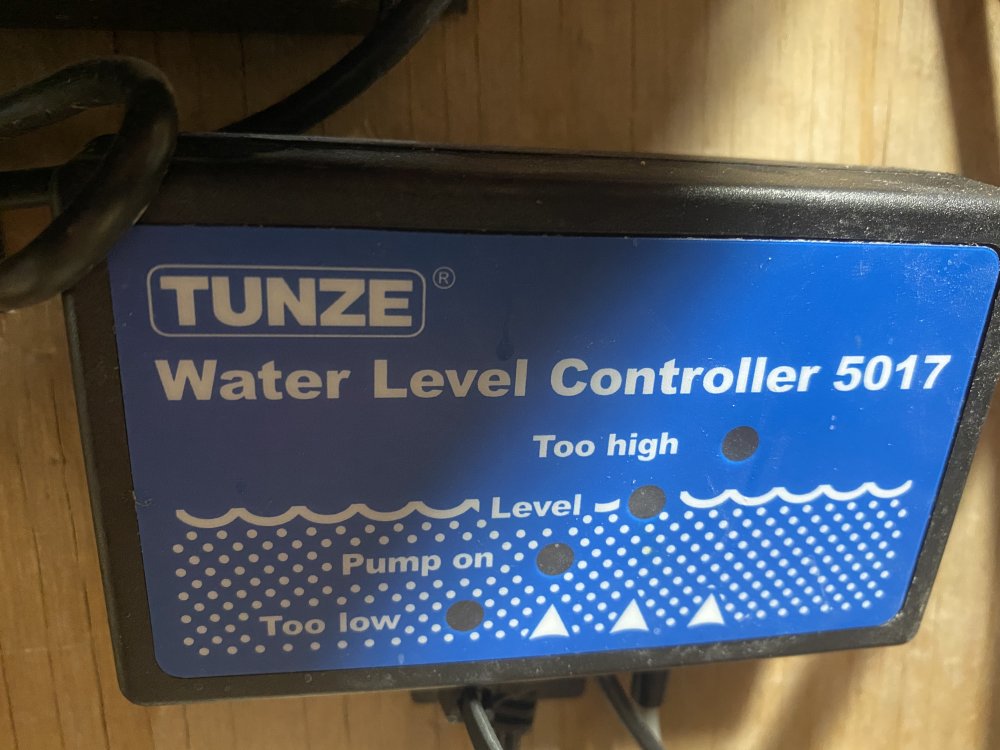 TUNZE®
Water Level Controller 5017
Too high
Level
Pump on
Too low